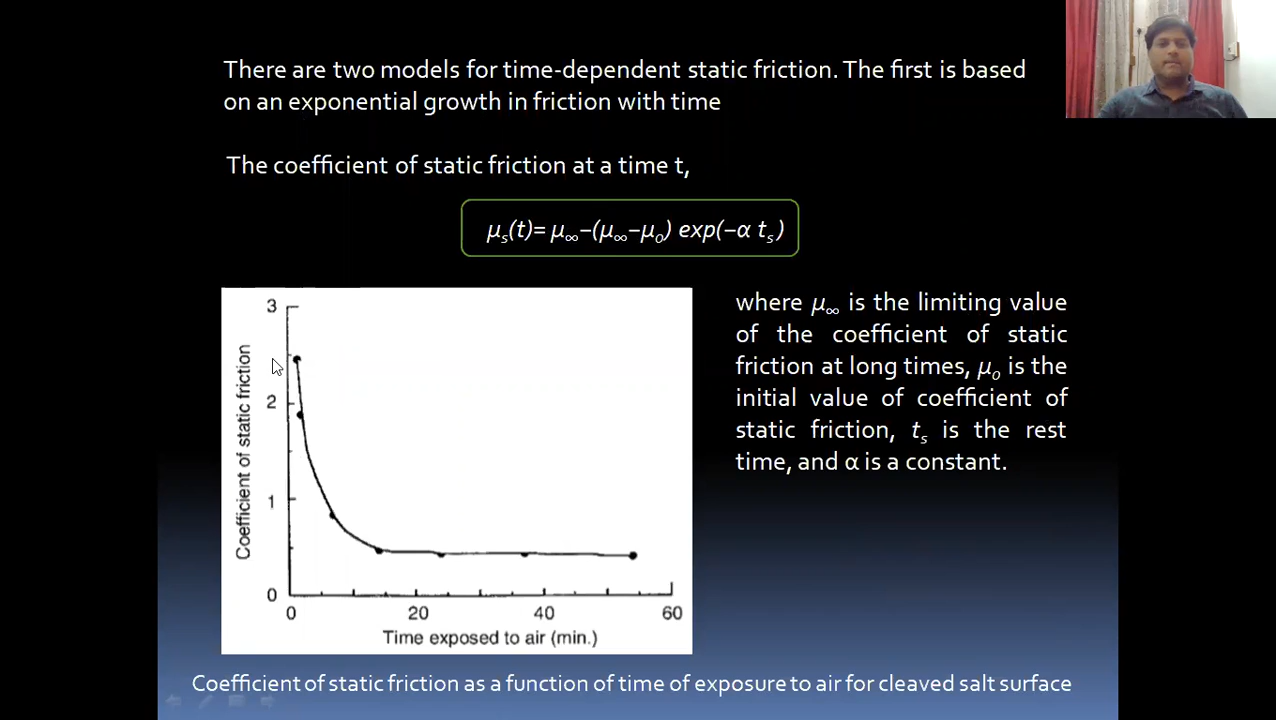 There are two models for time-dependent static friction. The first is based
on an exponential growth in friction with time
The coefficient of static friction at a time t,
μs(t)= μ∞−(μ∞−μo) exp(−α ts)
where μ∞ is the limiting value
of the coefficient of static
friction at long times, μo is the
initial value of coefficient of
static friction, ts is the rest
time, and α is a constant.
Coefficient of static friction
3
2
1
0
0 20 40 60
Time exposed to air (min.)
Coefficient of static friction as a function of time of exposure to air for cleaved salt surface